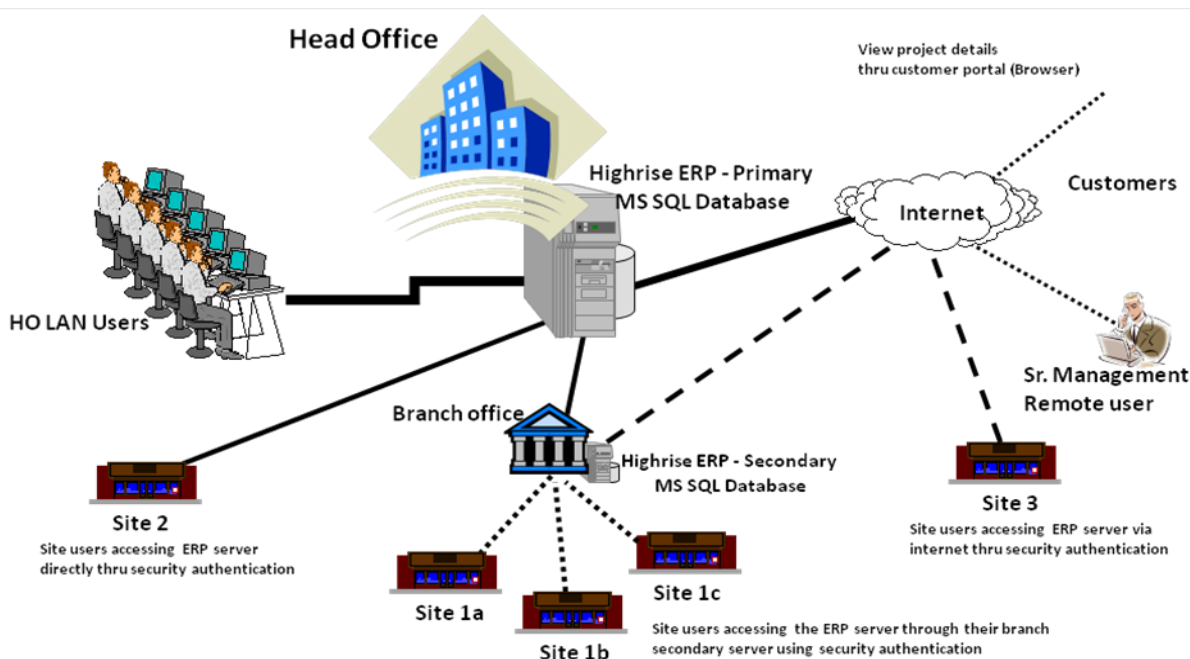 Head Office
View project details
thru customer portal (Browser)
Highrise ERP - Primary
MS SQL Database
Customers
Internet
HO LAN Users
Sr. Management
Remote user
Branch office
Highrise ERP - Secondary
MS SQL Database
Site 2
Site users accessing ERP server
directly thru security authentication
Site 3
Site users accessing ERP server via
internet thru security authentication
Site 1a
Site 1b
Site 1c
Site users accessing the ERP server through their branch
secondary server using security authentication